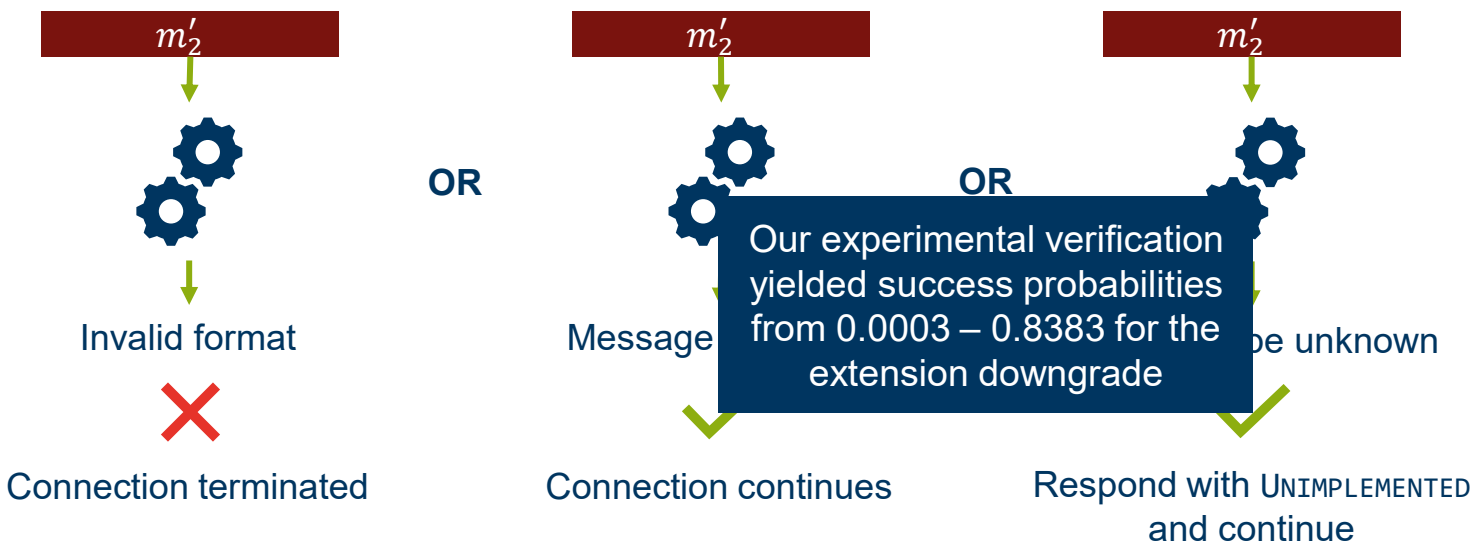 m′₂ m′₂ m′₂
OR OR
Our experimental verification
yielded success probabilities
from 0.0003 – 0.8383 for the
extension downgrade
Invalid format Message unknown
Connection terminated Connection continues Respond with UNIMPLEMENTED
and continue